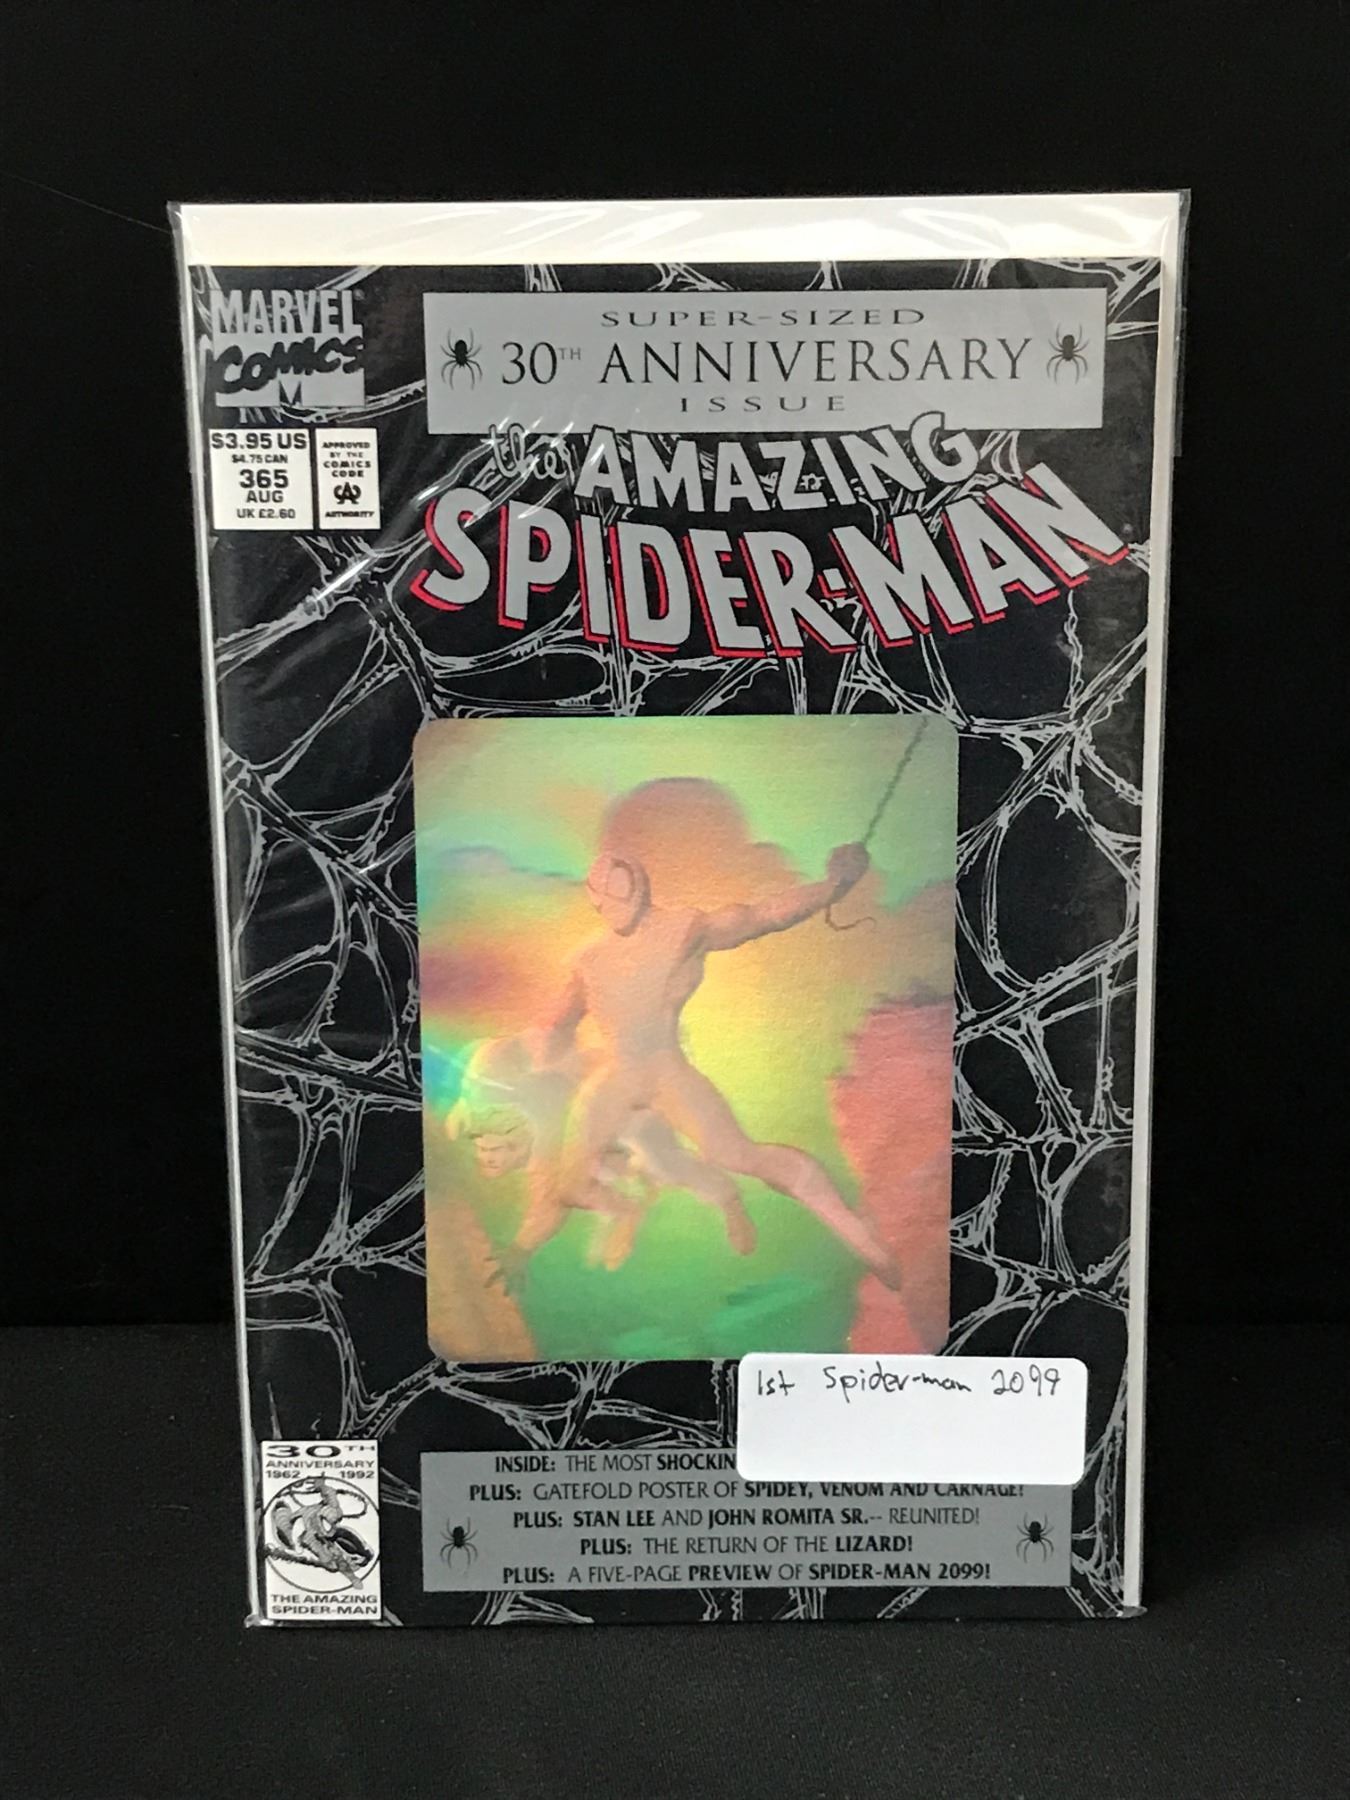 MARVEL
COMICS
M
SUPER-SIZED
30TH ANNIVERSARY
ISSUE
$3.95 US
$4.75 CAN
365
AUG
UK £2.60
APPROVED
BY THE
COMICS
CODE
CA
AUTHORITY
the AMAZING
SPIDER-MAN
1st Spider-man 2099
INSIDE: THE MOST SHOCKIN
PLUS: GATEFOLD POSTER OF SPIDEY, VENOM AND CARNAGE!
PLUS: STAN LEE AND JOHN ROMITA SR.-- REUNITED!
PLUS: THE RETURN OF THE LIZARD!
PLUS: A FIVE-PAGE PREVIEW OF SPIDER-MAN 2099!
30TH
ANNIVERSARY
1962 1992
THE AMAZING
SPIDER-MAN